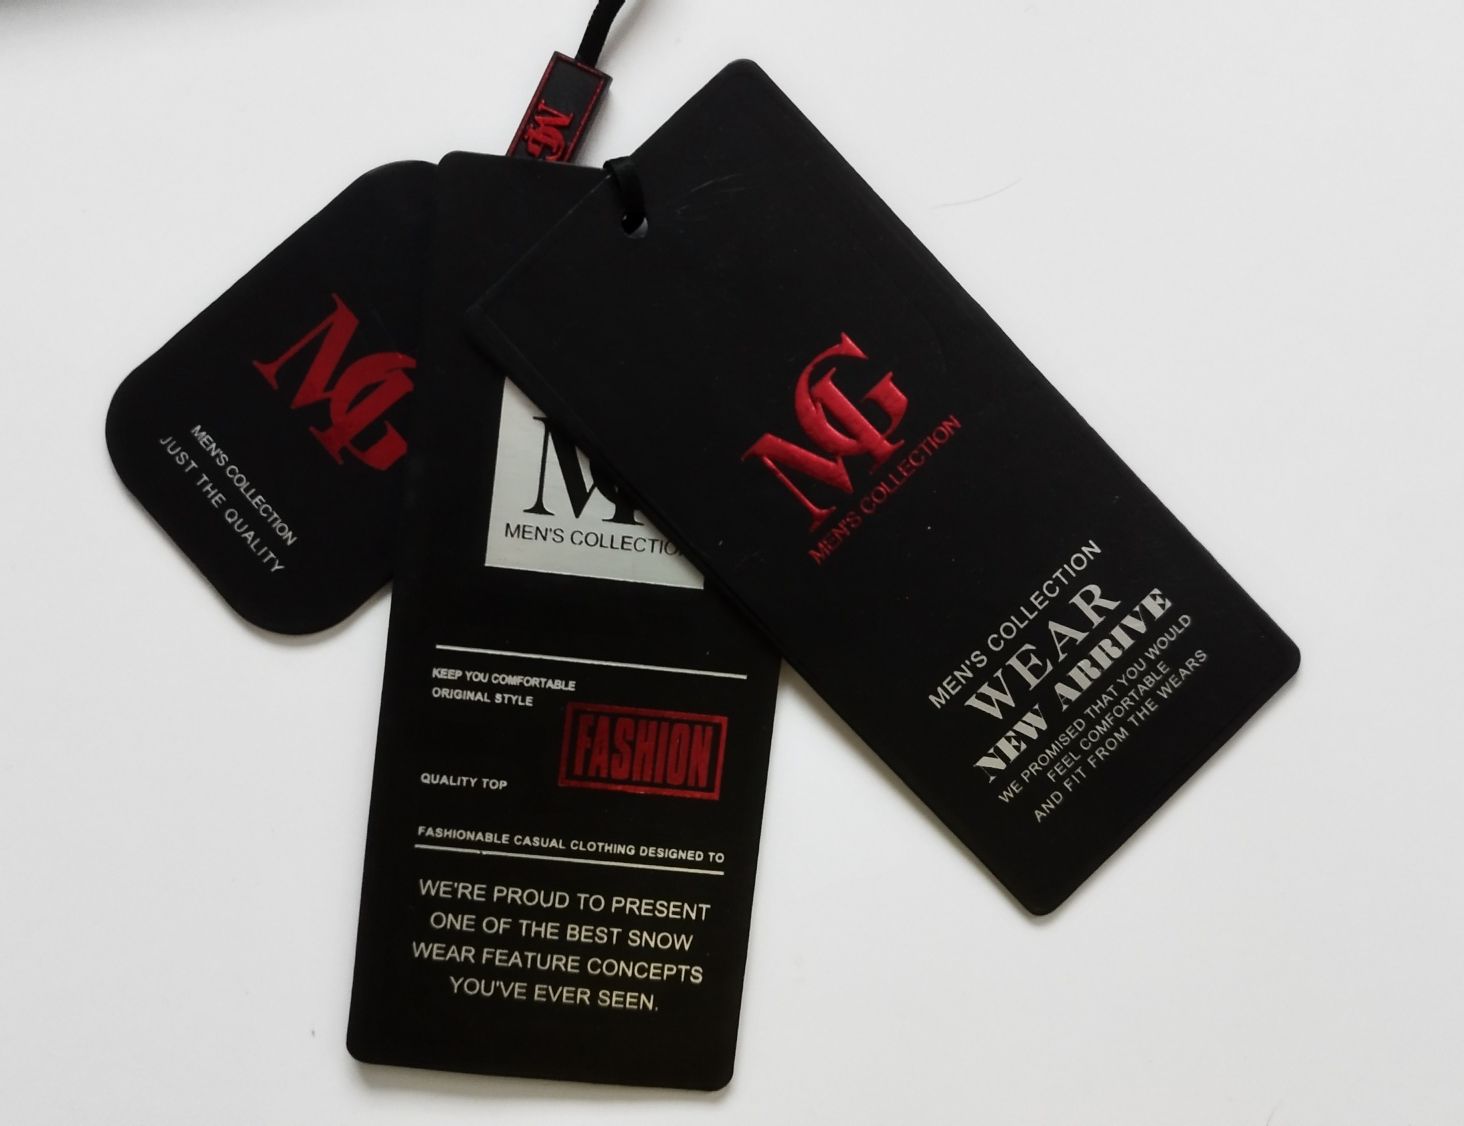 MG
MG
MEN'S COLLECTION
JUST THE QUALITY
MG
MEN'S COLLECTIO
KEEP YOU COMFORTABLE
ORIGINAL STYLE
FASHION
QUALITY TOP
FASHIONABLE CASUAL CLOTHING DESIGNED TO
WE'RE PROUD TO PRESENT
ONE OF THE BEST SNOW
WEAR FEATURE CONCEPTS
YOU'VE EVER SEEN.
MG
MEN'S COLLECTION
MEN'S COLLECTION
WEAR
NEW ARRIVE
WE PROMISED THAT YOU WOULD
FEEL COMFORTABLE
AND FIT FROM THE WEARS